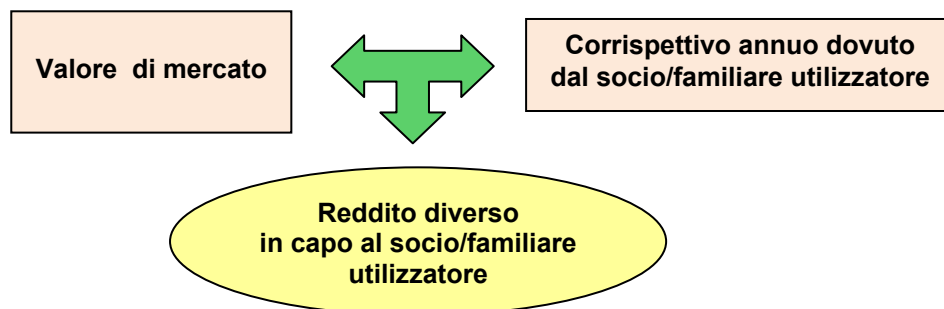 Valore di mercato
Corrispettivo annuo dovuto
dal socio/familiare utilizzatore
Reddito diverso
in capo al socio/familiare
utilizzatore